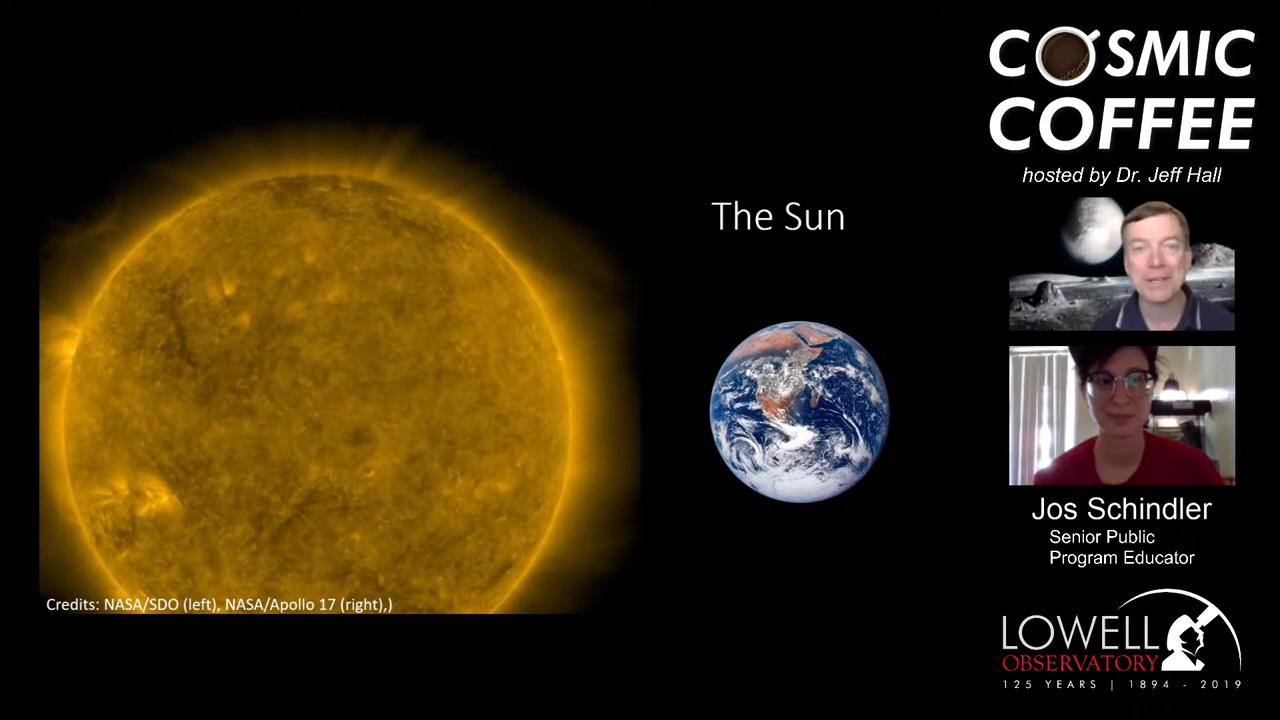 The Sun
Credits: NASA/SDO (left), NASA/Apollo 17 (right),)
COSMIC
COFFEE
hosted by Dr. Jeff Hall
Jos Schindler
Senior Public
Program Educator
LOWELL
OBSERVATORY
125 YEARS | 1894 - 2019